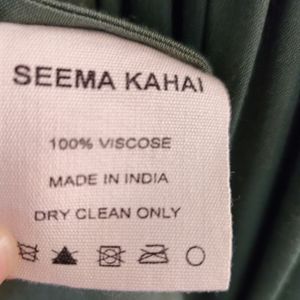 SEEMA KAHAI
100% VISCOSE
MADE IN INDIA
DRY CLEAN ONLY